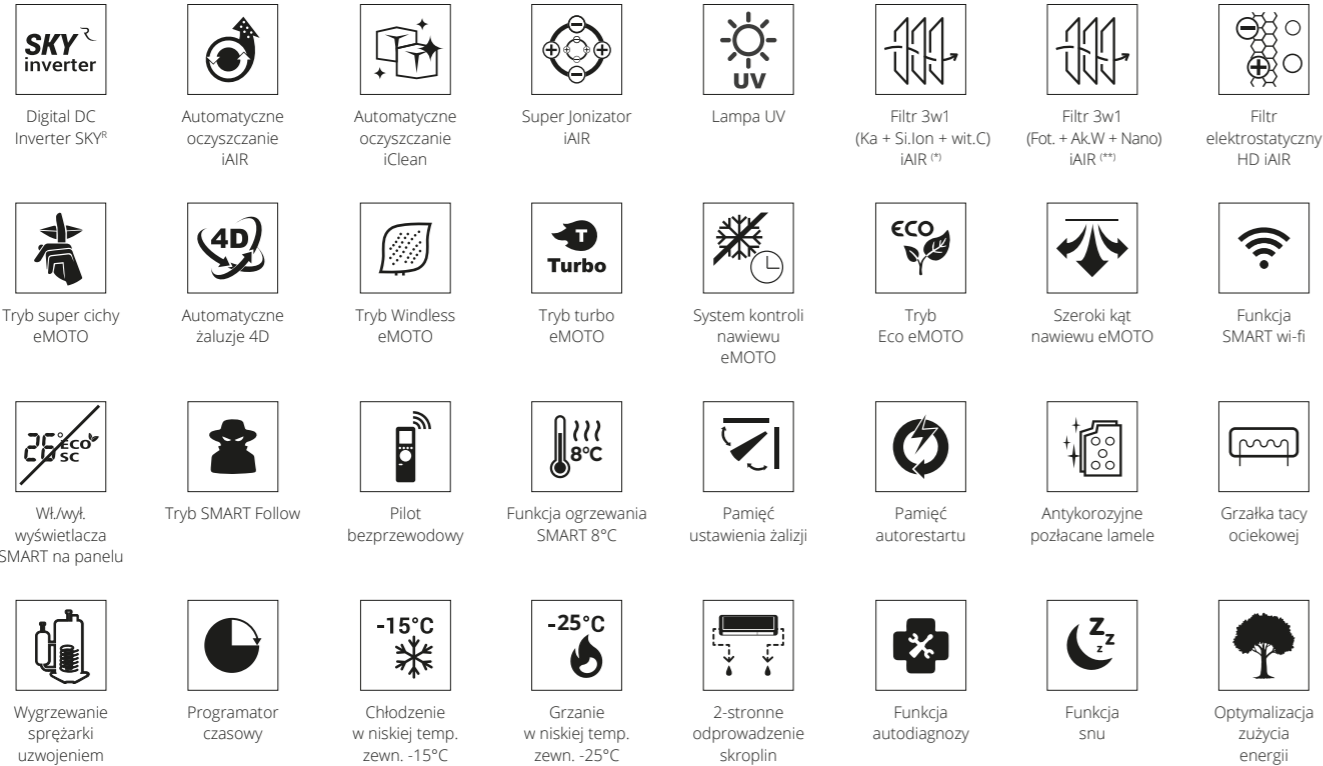 SKY R
inverter
Digital DC
Inverter SKYᴿ
Automatyczne
oczyszczanie
iAIR
Automatyczne
oczyszczanie
iClean
Super Jonizator
iAIR
UV
Lampa UV
Filtr 3w1
(Ka + Si.Ion + wit.C)
iAIR (*)
Filtr 3w1
(Fot. + Ak.W + Nano)
iAIR (**)
Filtr
elektrostatyczny
HD iAIR
Tryb super cichy
eMOTO
4D
Automatyczne
żaluzje 4D
Tryb Windless
eMOTO
T
Turbo
Tryb turbo
eMOTO
System kontroli
nawiewu
eMOTO
ECO
Tryb
Eco eMOTO
Szeroki kąt
nawiewu eMOTO
Funkcja
SMART wi-fi
26° ECO
SC
Wł./wył.
wyświetlacza
SMART na panelu
Tryb SMART Follow
Pilot
bezprzewodowy
8°C
Funkcja ogrzewania
SMART 8°C
Pamięć
ustawienia żalizji
Pamięć
autorestartu
Antykorozyjne
pozłacane lamele
Grzałka tacy
ociekowej
Wygrzewanie
sprężarki
uzwojeniem
Programator
czasowy
-15°C
Chłodzenie
w niskiej temp.
zewn. -15°C
-25°C
Grzanie
w niskiej temp.
zewn. -25°C
2-stronne
odprowadzenie
skroplin
Funkcja
autodiagnozy
Z z z
Funkcja
snu
Optymalizacja
zużycia
energii